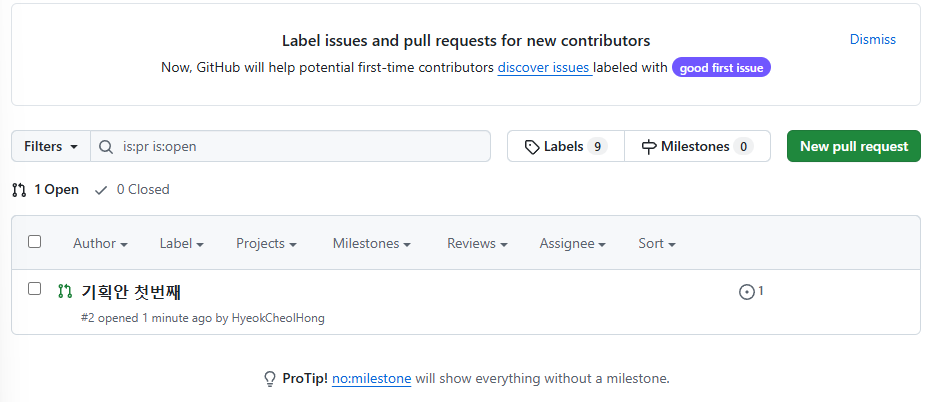 Label issues and pull requests for new contributors
Dismiss
Now, GitHub will help potential first-time contributors discover issues labeled with good first issue
Filters is:pr is:open Labels 9 Milestones 0 New pull request
1 Open 0 Closed
Author Label Projects Milestones Reviews Assignee Sort
기획안 첫번째 1
#2 opened 1 minute ago by HyeokCheolHong
ProTip! no:milestone will show everything without a milestone.